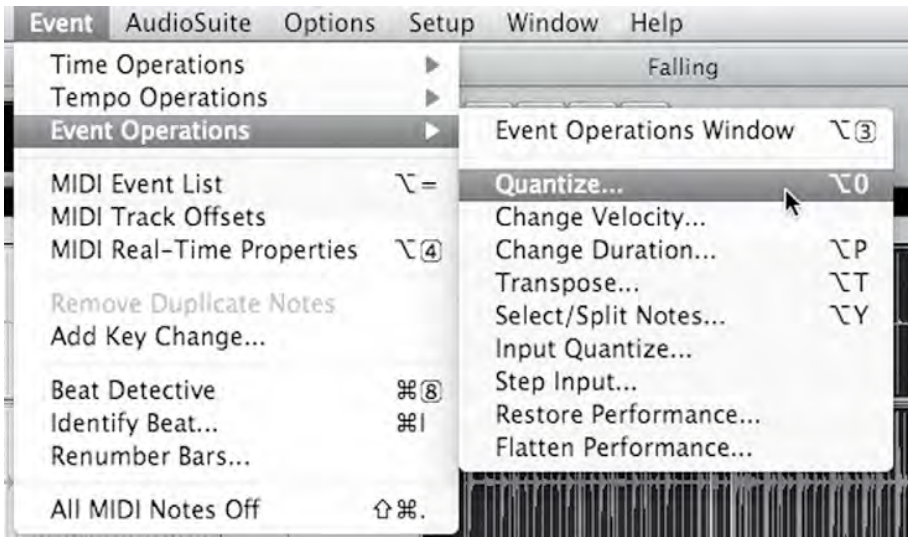 Event AudioSuite Options Setup Window Help
Falling
Time Operations ▶
Tempo Operations ▶
Event Operations ▶
MIDI Event List ⌥=
MIDI Track Offsets
MIDI Real-Time Properties ⌥4
Remove Duplicate Notes
Add Key Change...
Beat Detective ⌘8
Identify Beat... ⌘I
Renumber Bars...
All MIDI Notes Off ⇧⌘.
Event Operations Window ⌥3
Quantize... ⌥0
Change Velocity...
Change Duration... ⌥P
Transpose... ⌥T
Select/Split Notes... ⌥Y
Input Quantize...
Step Input...
Restore Performance...
Flatten Performance...